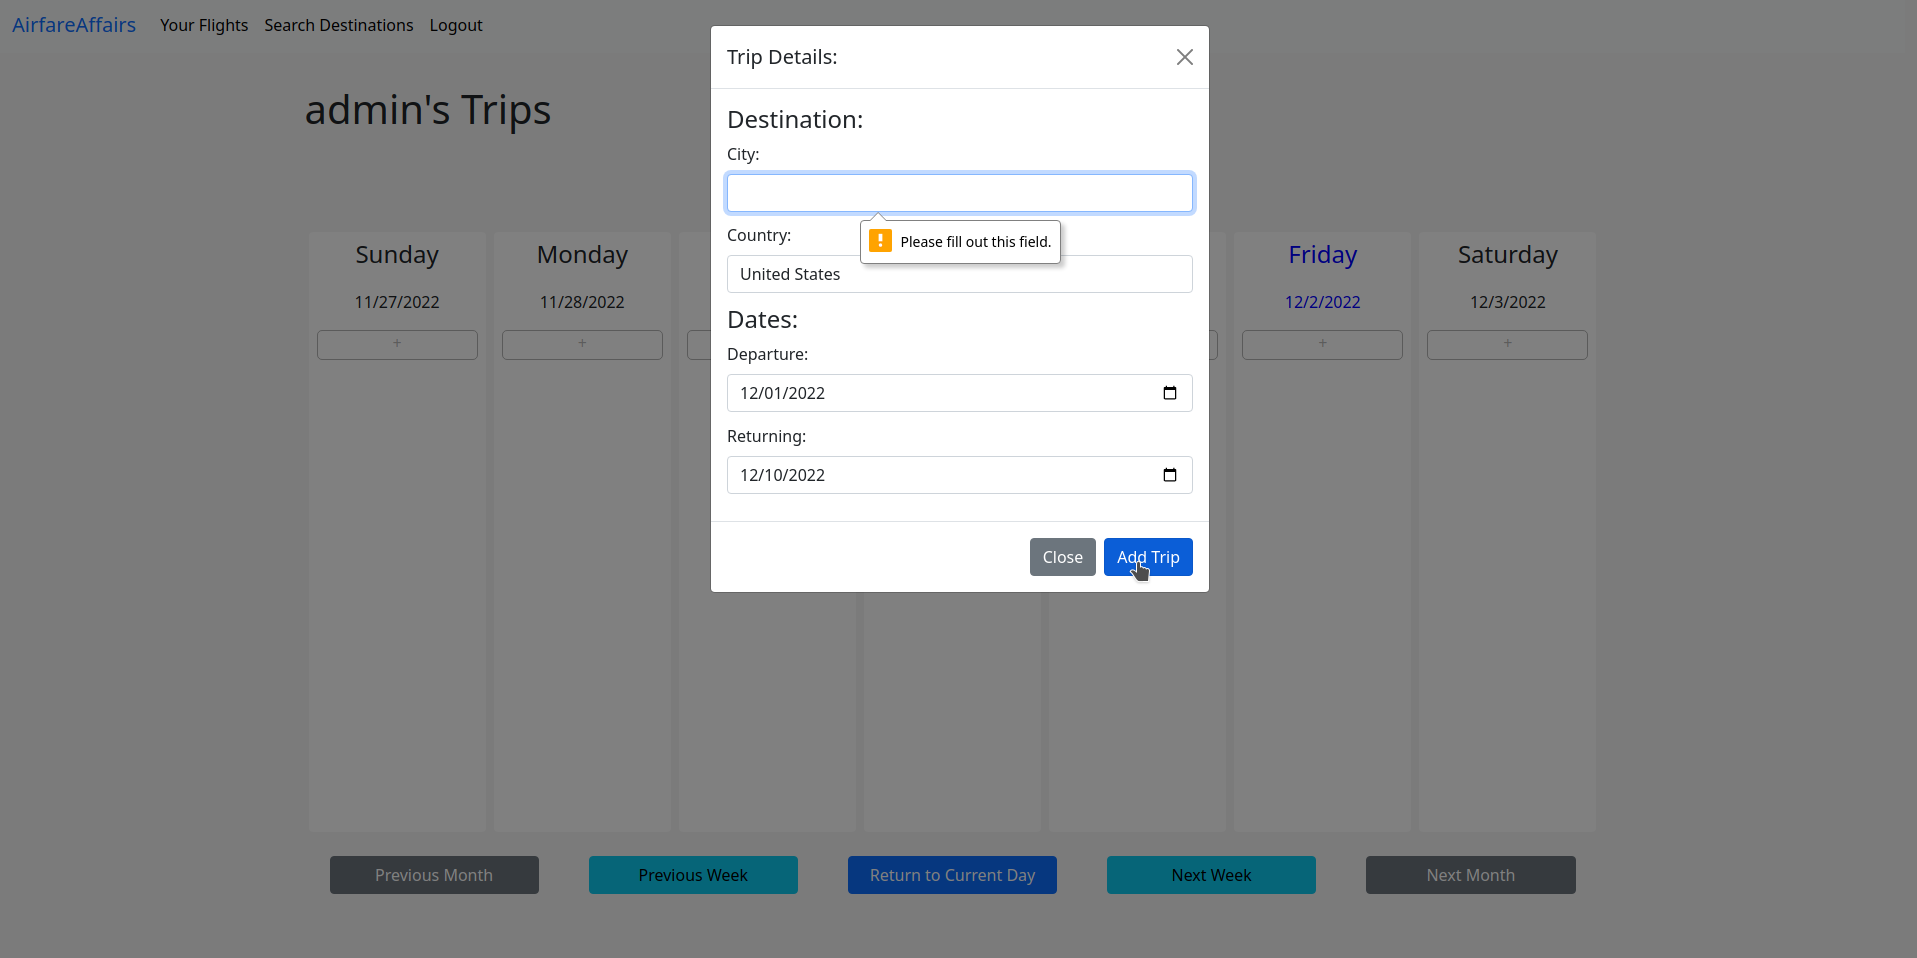 AirfareAffairs Your Flights Search Destinations Logout
admin's Trips
Trip Details:
Destination:
City:
Please fill out this field.
Country:
United States
Dates:
Departure:
12/01/2022
Returning:
12/10/2022
Close Add Trip
Sunday Monday Friday Saturday
11/27/2022 11/28/2022 12/2/2022 12/3/2022
+ + + +
Previous Month Previous Week Return to Current Day Next Week Next Month